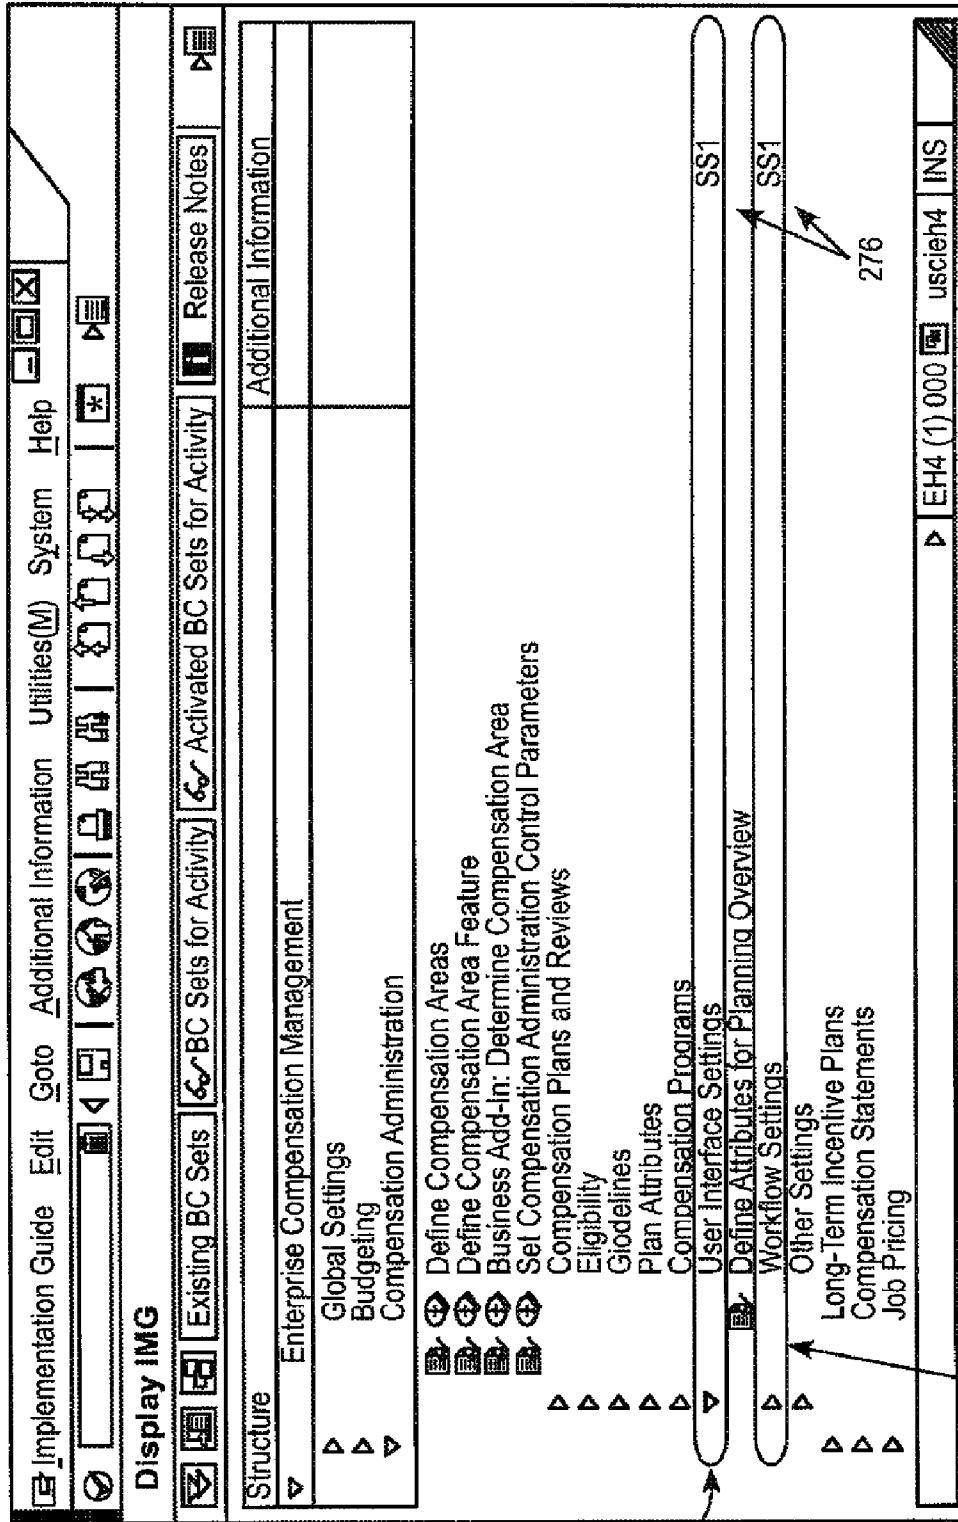 Implementation Guide Edit Goto Additional Information Utilities(M) System Help
Display IMG
Existing BC Sets BC Sets for Activity Activated BC Sets for Activity Release Notes
Structure Additional Information
Enterprise Compensation Management
Global Settings
Budgeting
Compensation Administration
Define Compensation Areas
Define Compensation Area Feature
Business Add-In: Determine Compensation Area
Set Compensation Administration Control Parameters
Compensation Plans and Reviews
Eligibility
Giodelines
Plan Attributes
Compensation Programs
User Interface Settings SS1
Define Attributes for Planning Overview
Workflow Settings SS1
Other Settings
276
Long-Term Incentive Plans
Compensation Statements
Job Pricing
EH4 (1) 000 uscieh4 INS